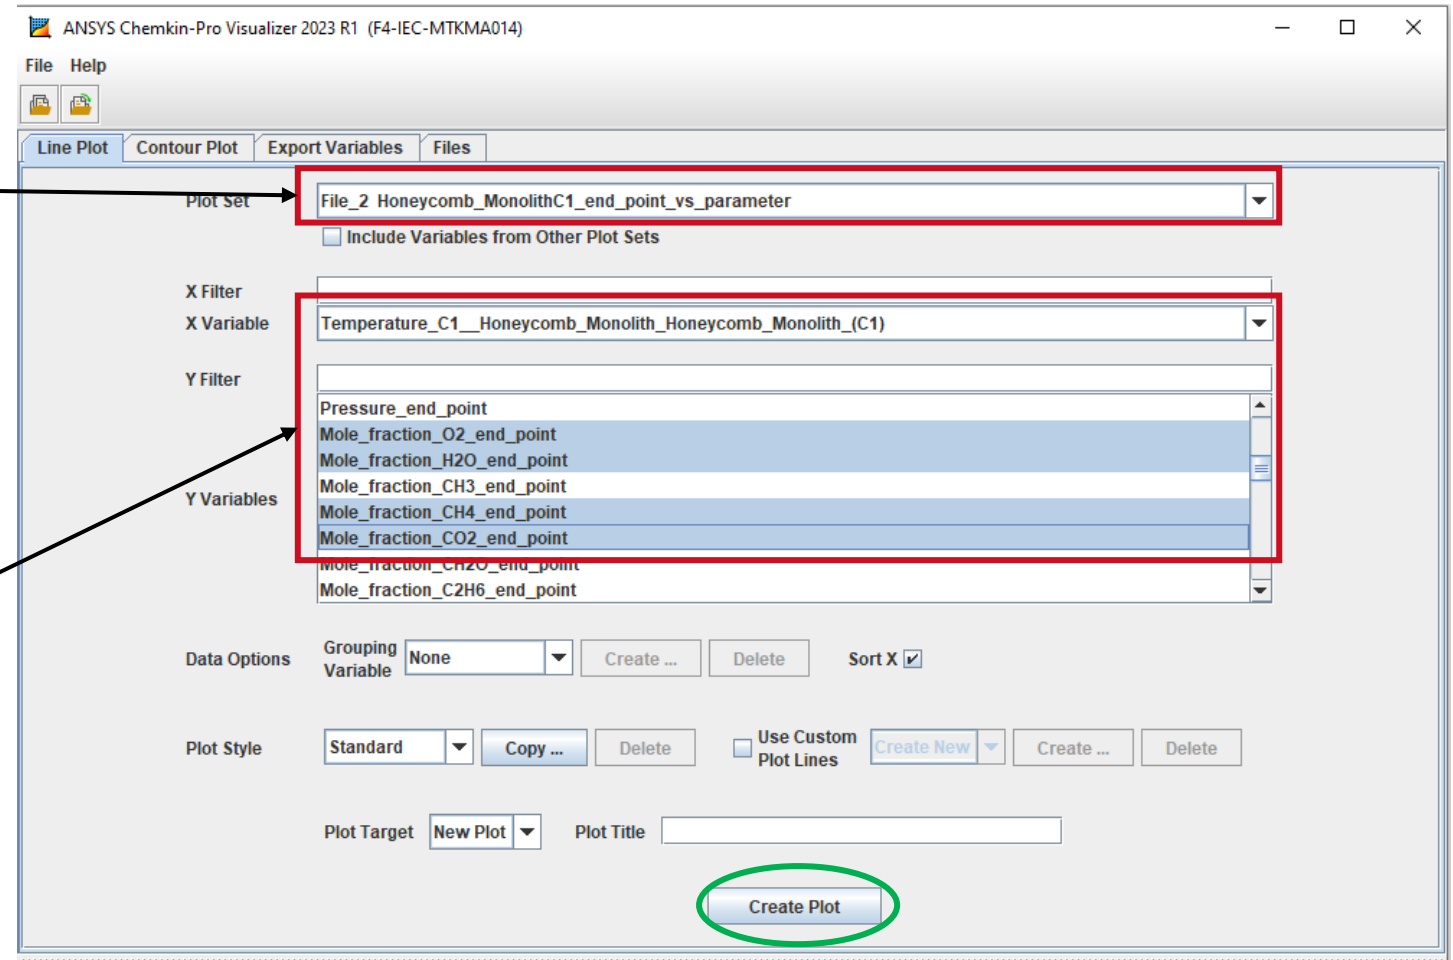 ANSYS Chemkin-Pro Visualizer 2023 R1 (F4-IEC-MTKMA014)
File Help
Line Plot Contour Plot Export Variables Files
Plot Set File_2 Honeycomb_MonolithC1_end_point_vs_parameter
Include Variables from Other Plot Sets
X Filter
X Variable Temperature_C1__Honeycomb_Monolith_Honeycomb_Monolith_(C1)
Y Filter
Pressure_end_point
Mole_fraction_O2_end_point
Mole_fraction_H2O_end_point
Mole_fraction_CH3_end_point
Y Variables
Mole_fraction_CH4_end_point
Mole_fraction_CO2_end_point
Mole_fraction_CH2O_end_point
Mole_fraction_C2H6_end_point
Data Options Grouping Variable None Create ... Delete Sort X
Plot Style Standard Copy ... Delete Use Custom Plot Lines Create New Create ... Delete
Plot Target New Plot Plot Title
Create Plot